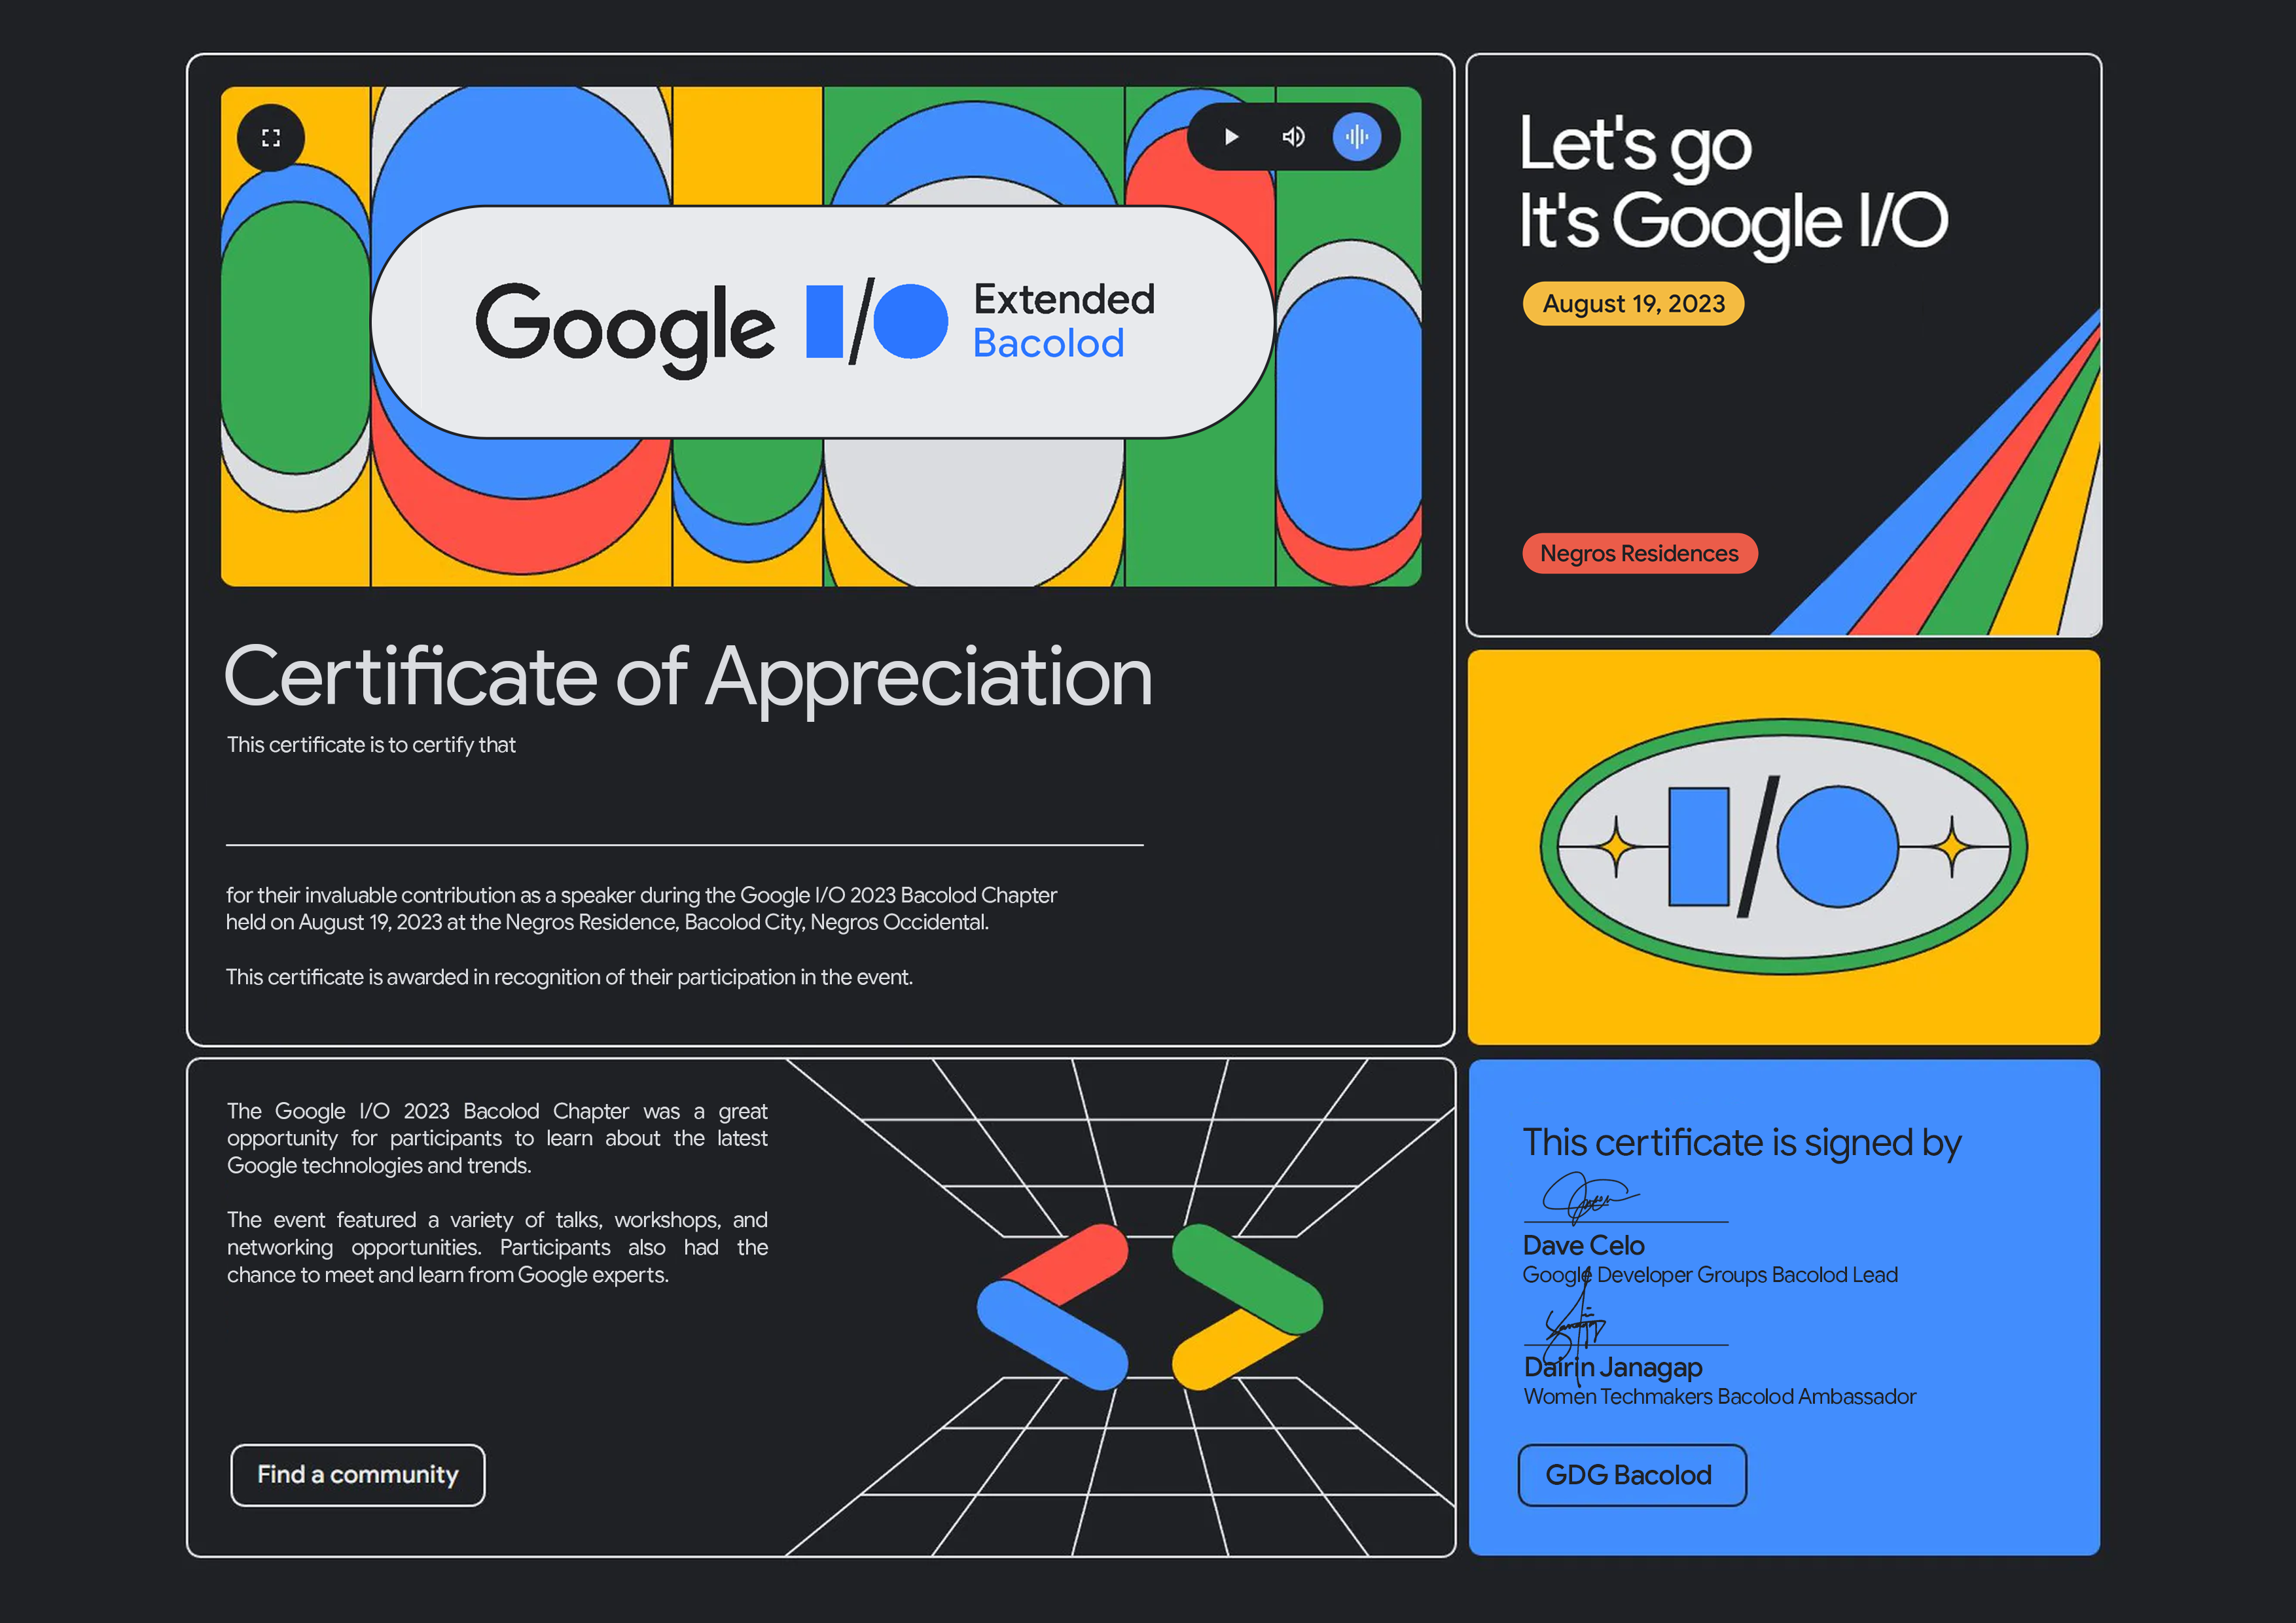 Google I/O Extended
Bacolod
Certificate of Appreciation
This certificate is to certify that
for their invaluable contribution as a speaker during the Google I/O 2023 Bacolod Chapter
held on August 19, 2023 at the Negros Residence, Bacolod City, Negros Occidental.
This certificate is awarded in recognition of their participation in the event.
Let's go
It's Google I/O
August 19, 2023
Negros Residences
I/O
The Google I/O 2023 Bacolod Chapter was a great
opportunity for participants to learn about the latest
Google technologies and trends.
The event featured a variety of talks, workshops, and
networking opportunities. Participants also had the
chance to meet and learn from Google experts.
Find a community
This certificate is signed by
Dave Celo
Google Developer Groups Bacolod Lead
Dairin Janagap
Women Techmakers Bacolod Ambassador
GDG Bacolod